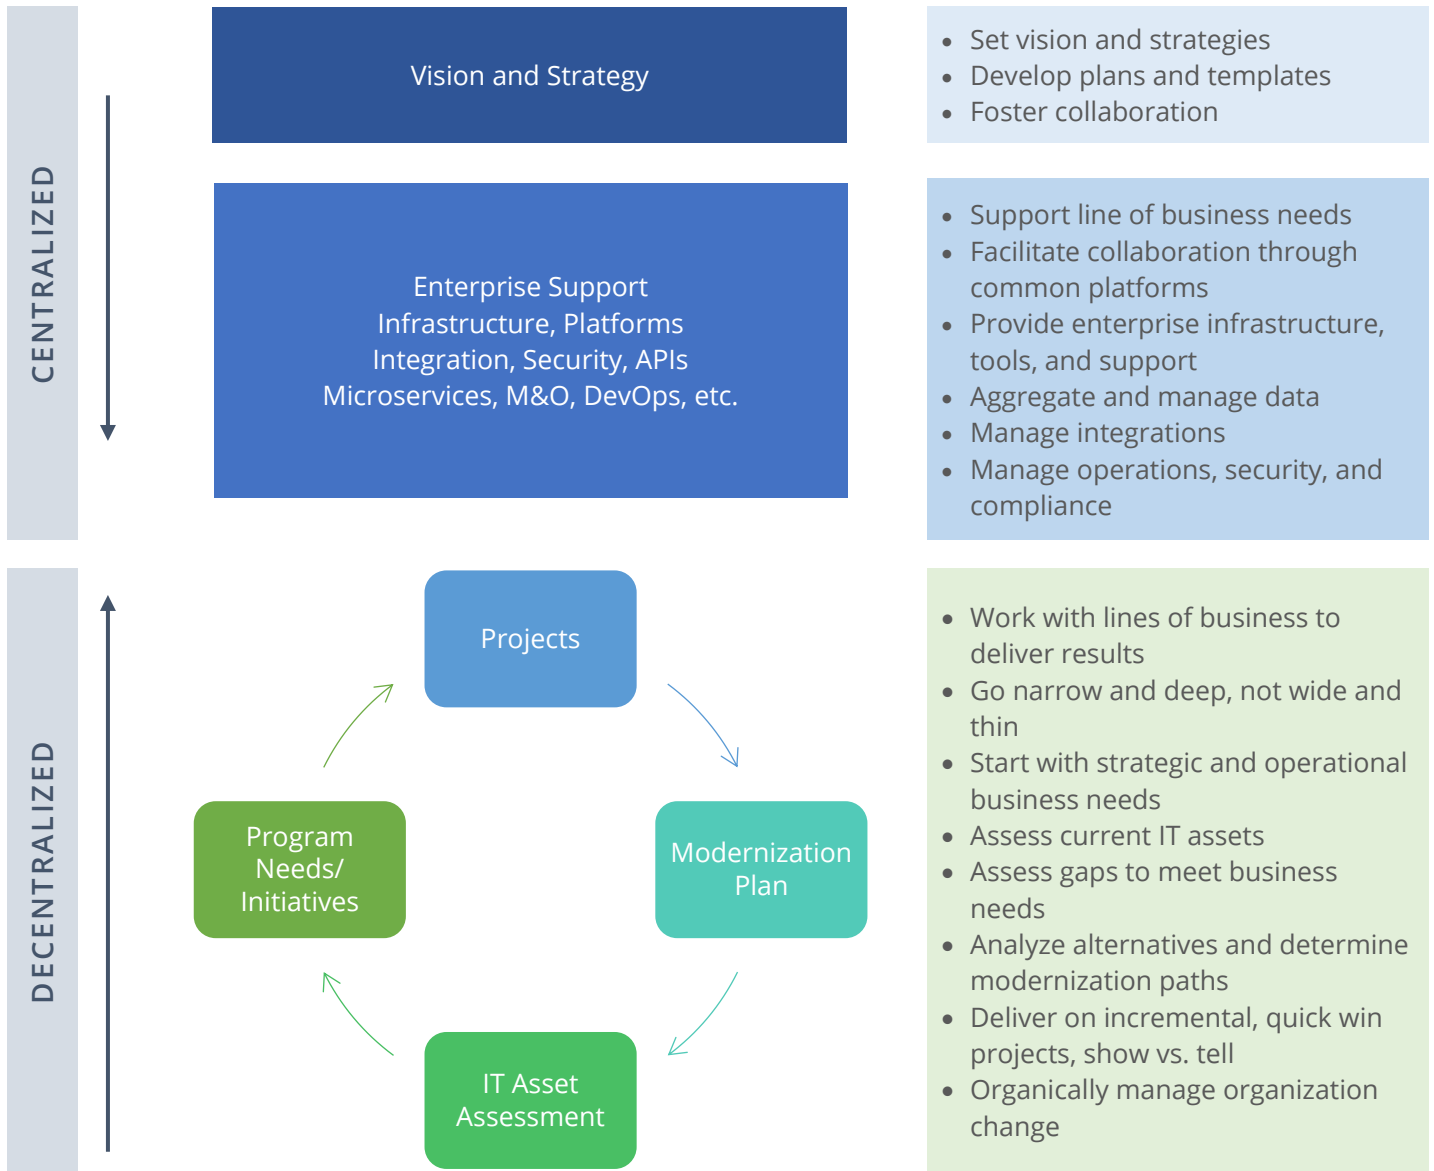 CENTRALIZED
Vision and Strategy
• Set vision and strategies
• Develop plans and templates
• Foster collaboration
Enterprise Support
Infrastructure, Platforms
Integration, Security, APIs
Microservices, M&O, DevOps, etc.
• Support line of business needs
• Facilitate collaboration through
common platforms
• Provide enterprise infrastructure,
tools, and support
• Aggregate and manage data
• Manage integrations
• Manage operations, security, and
compliance
DECENTRALIZED
Projects
Modernization
Plan
IT Asset
Assessment
Program
Needs/
Initiatives
• Work with lines of business to
deliver results
• Go narrow and deep, not wide and
thin
• Start with strategic and operational
business needs
• Assess current IT assets
• Assess gaps to meet business
needs
• Analyze alternatives and determine
modernization paths
• Deliver on incremental, quick win
projects, show vs. tell
• Organically manage organization
change